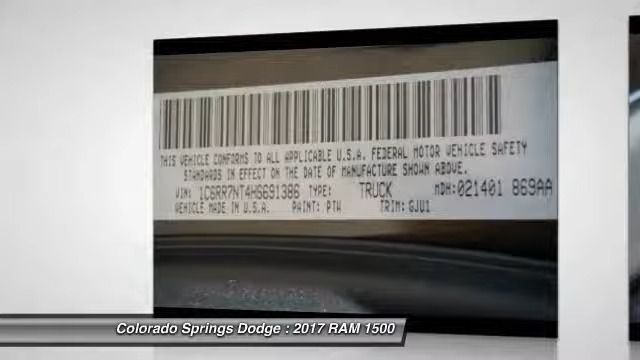 THIS VEHICLE CONFORMS TO ALL APPLICABLE U.S.A. FEDERAL MOTOR VEHICLE SAFETY
STANDARDS IN EFFECT ON THE DATE OF MANUFACTURE SHOWN ABOVE.
VIN: 1C6RR7NT4HS691386 TYPE: TRUCK MDH:021401 869AA
VEHICLE MADE IN U.S.A. PAINT: PTW TRIM:GJU1
Colorado Springs Dodge : 2017 RAM 1500